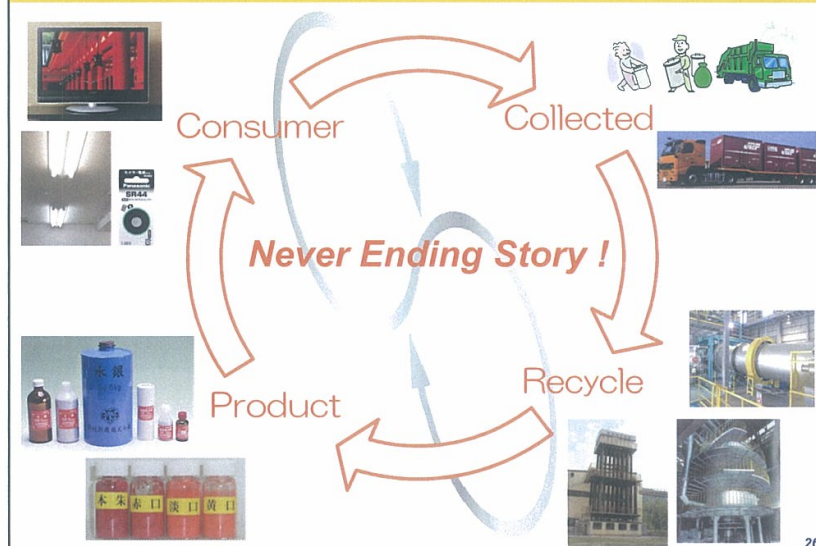 Consumer
Collected
Panasonic
SR44
Never Ending Story !
Recycle
Product
水銀
本朱
赤口
淡口
黄口
26